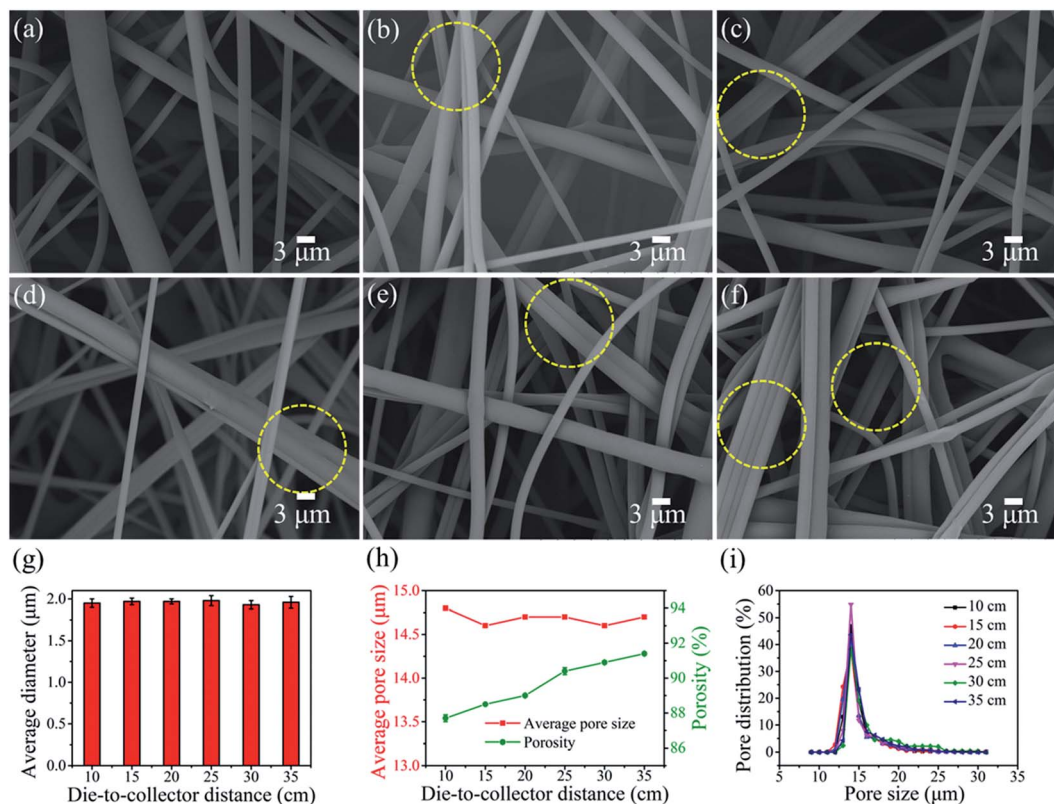 (a)
3 μm
(b)
3 μm
(c)
3 μm
(d)
3 μm
(e)
3 μm
(f)
3 μm
(g)
Average diameter (μm)
2.0
1.5
1.0
0.5
0.0
10 15 20 25 30 35
Die-to-collector distance (cm)
(h)
Average pore size (μm)
15.0
14.5
14.0
13.5
13.0
Average pore size
Porosity
94
92
90
88
86
Porosity (%)
10 15 20 25 30 35
Die-to-collector distance (cm)
(i)
Pore distribution (%)
60
50
40
30
20
10
0
10 cm
15 cm
20 cm
25 cm
30 cm
35 cm
5 15 25 35
Pore size (μm)